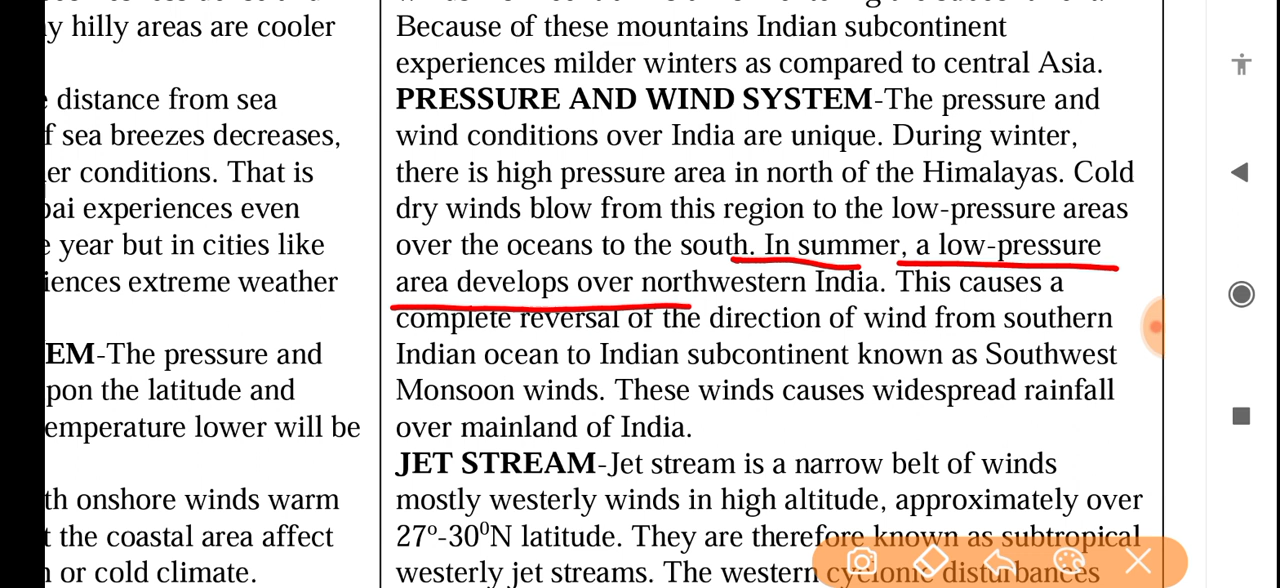 y hilly areas are cooler
distance from sea
f sea breezes decreases,
er conditions. That is
bai experiences even
e year but in cities like
iences extreme weather
EM-The pressure and
pon the latitude and
emperature lower will be
th onshore winds warm
t the coastal area affect
n or cold climate.
Because of these mountains Indian subcontinent
experiences milder winters as compared to central Asia.
PRESSURE AND WIND SYSTEM-The pressure and
wind conditions over India are unique. During winter,
there is high pressure area in north of the Himalayas. Cold
dry winds blow from this region to the low-pressure areas
over the oceans to the south. In summer, a low-pressure
area develops over northwestern India. This causes a
complete reversal of the direction of wind from southern
Indian ocean to Indian subcontinent known as Southwest
Monsoon winds. These winds causes widespread rainfall
over mainland of India.
JET STREAM-Jet stream is a narrow belt of winds
mostly westerly winds in high altitude, approximately over
27º-30⁰N latitude. They are therefore known as subtropical
westerly jet streams. The western cyclonic disturbances